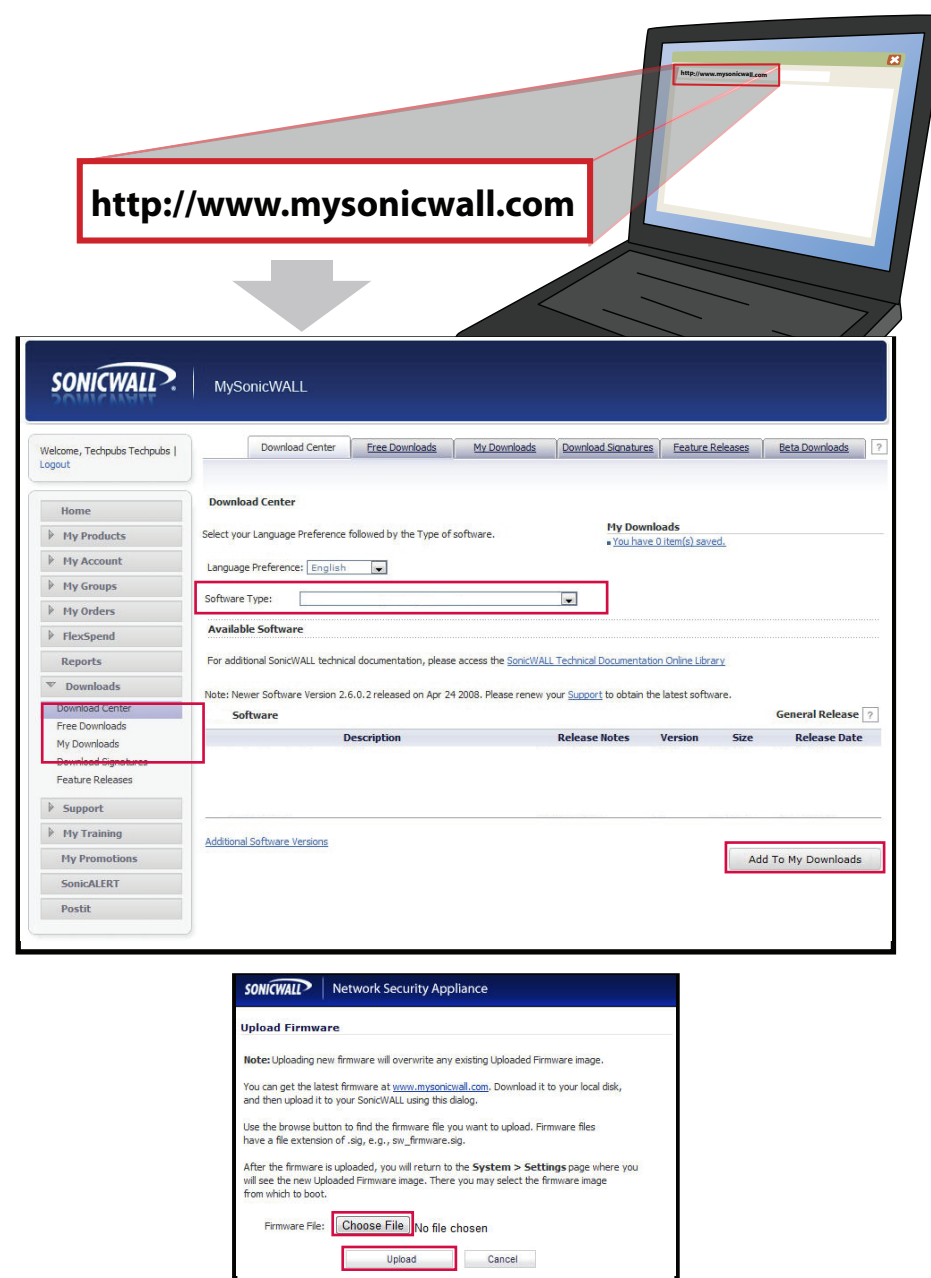 http://www.mysonicwall.com
http://www.mysonicwall.com
SONICWALL
MySonicWALL
Welcome, Techpubs Techpubs |
Logout
Home
My Products
My Account
My Groups
My Orders
FlexSpend
Reports
Downloads
Download Center
Free Downloads
My Downloads
Download Signatures
Feature Releases
Support
My Training
My Promotions
SonicALERT
Postit
Download Center Free Downloads My Downloads Download Signatures Feature Releases Beta Downloads ?
Download Center
Select your Language Preference followed by the Type of software.
My Downloads
You have 0 item(s) saved.
Language Preference: English
Software Type:
Available Software
For additional SonicWALL technical documentation, please access the SonicWALL Technical Documentation Online Library
Note: Newer Software Version 2.6.0.2 released on Apr 24 2008. Please renew your Support to obtain the latest software.
Software General Release ?
Description Release Notes Version Size Release Date
Additional Software Versions
Add To My Downloads
SONICWALL Network Security Appliance
Upload Firmware
Note: Uploading new firmware will overwrite any existing Uploaded Firmware image.
You can get the latest firmware at www.mysonicwall.com. Download it to your local disk,
and then upload it to your SonicWALL using this dialog.
Use the browse button to find the firmware file you want to upload. Firmware files
have a file extension of .sig, e.g., sw_firmware.sig.
After the firmware is uploaded, you will return to the System > Settings page where you
will see the new Uploaded Firmware image. There you may select the firmware image
from which to boot.
Firmware File: Choose File No file chosen
Upload Cancel